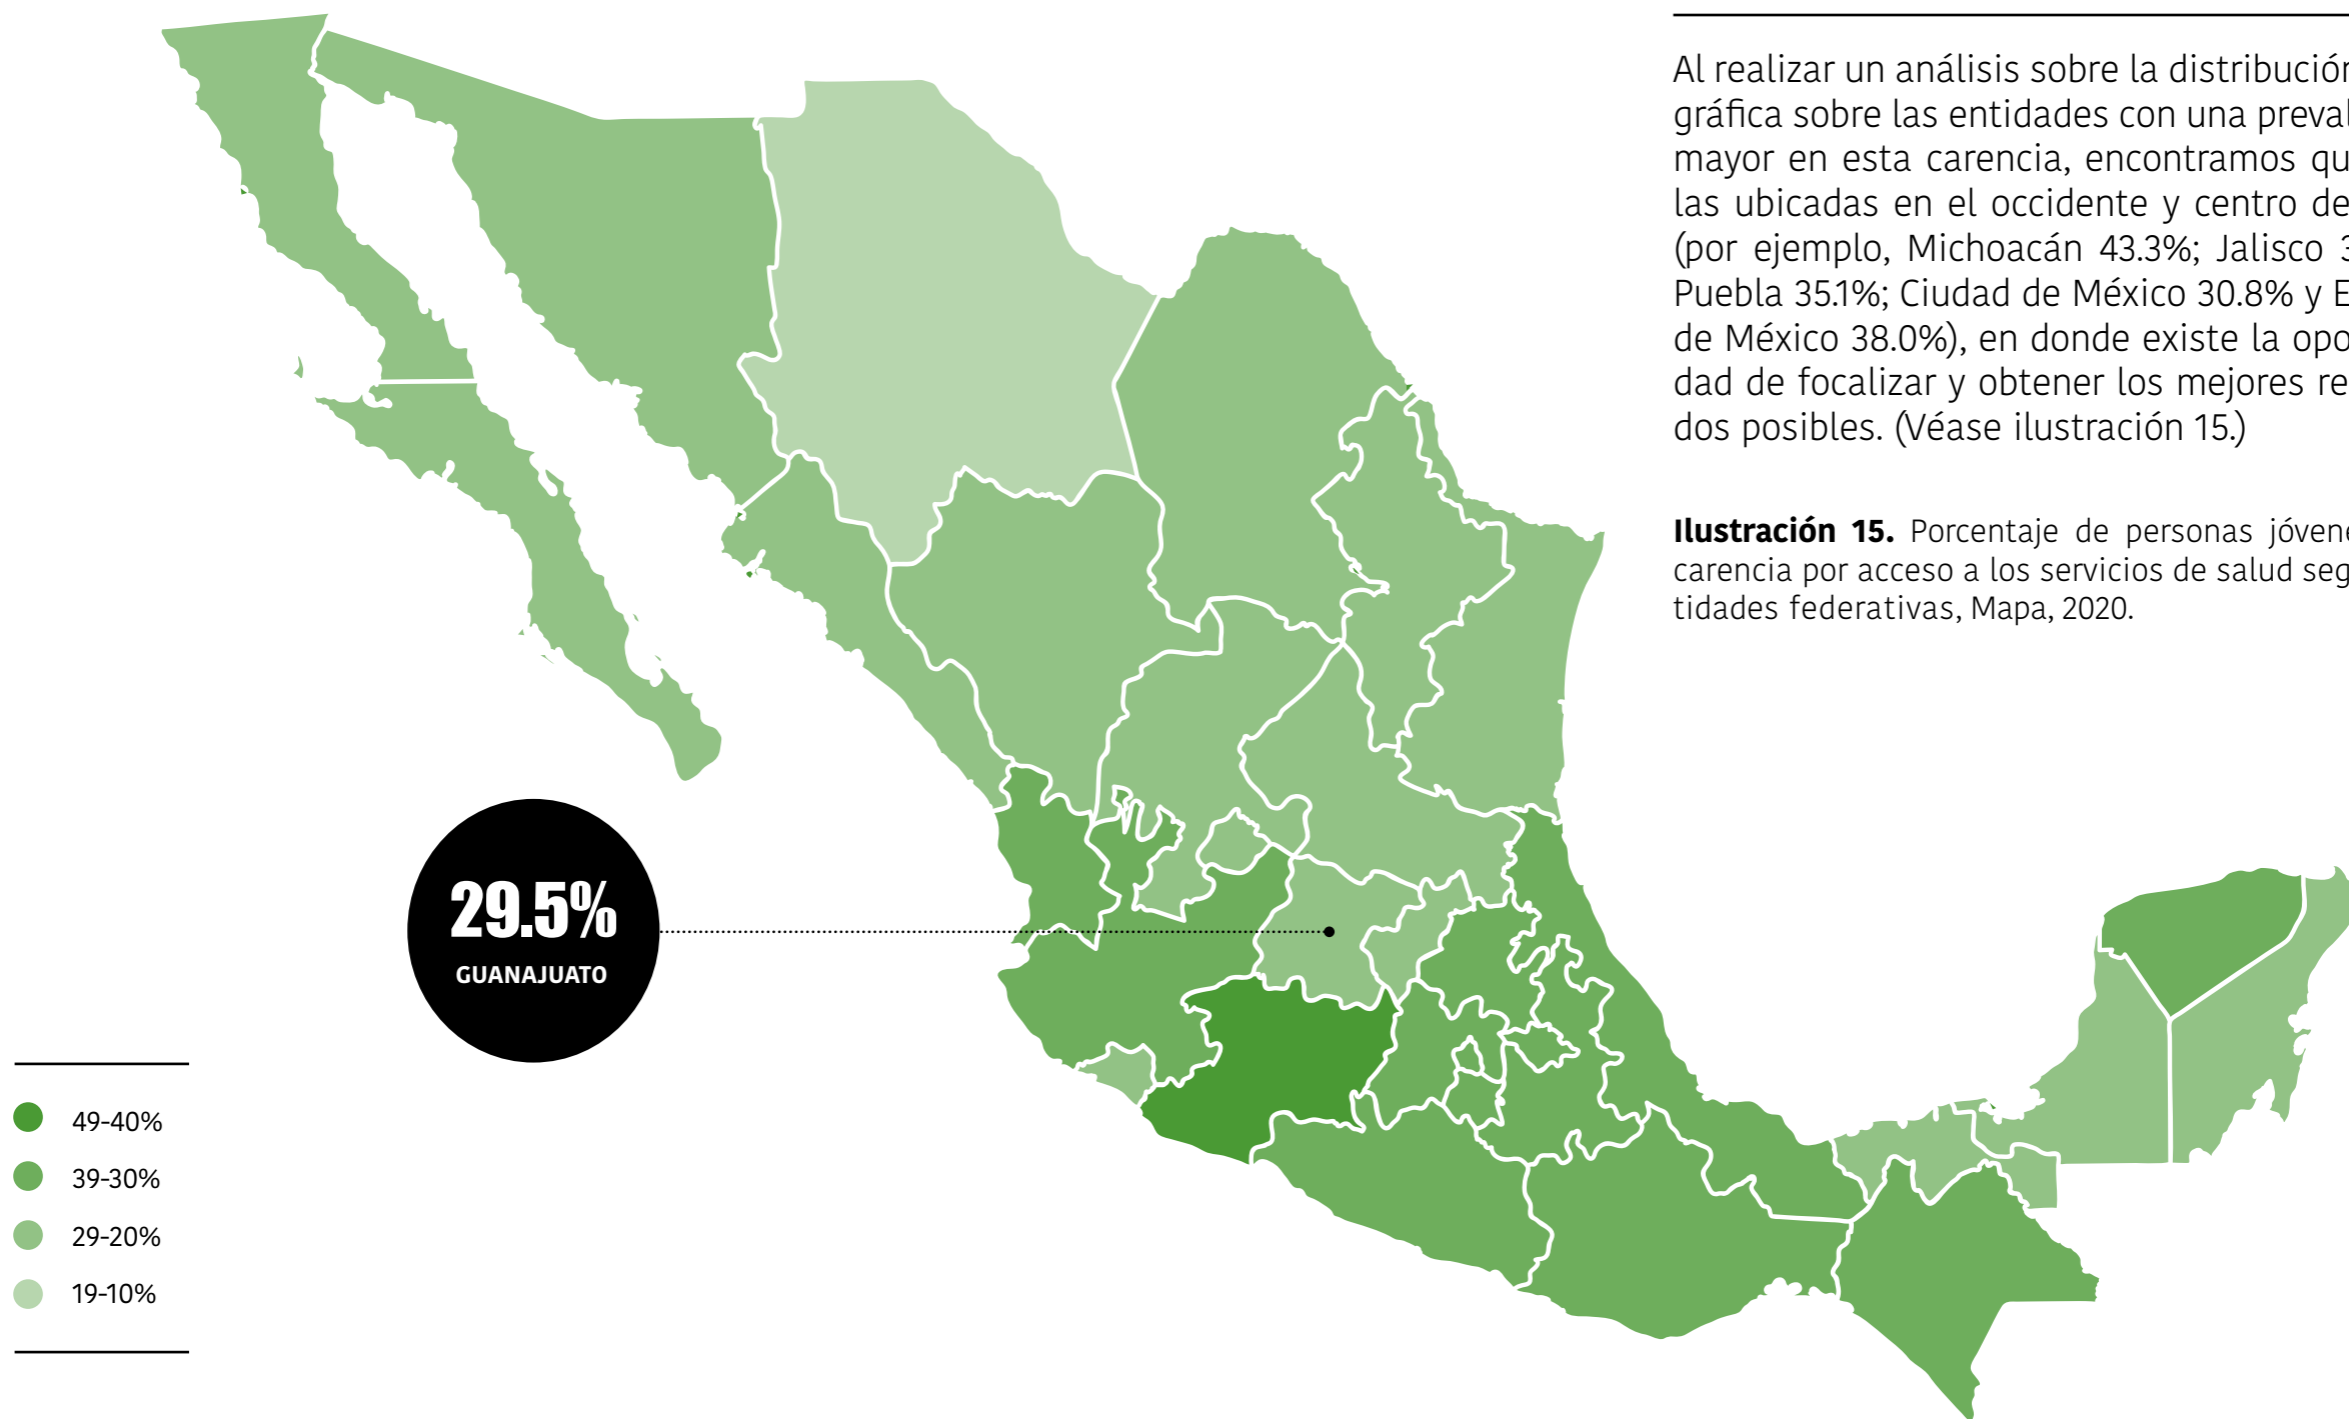 Al realizar un análisis sobre la distribución
gráfica sobre las entidades con una preval
mayor en esta carencia, encontramos qu
las ubicadas en el occidente y centro de
(por ejemplo, Michoacán 43.3%; Jalisco 3
Puebla 35.1%; Ciudad de México 30.8% y E
de México 38.0%), en donde existe la opo
dad de focalizar y obtener los mejores re
dos posibles. (Véase ilustración 15.)
Ilustración 15. Porcentaje de personas jóvene
carencia por acceso a los servicios de salud seg
tidades federativas, Mapa, 2020.
29.5%
GUANAJUATO
49-40%
39-30%
29-20%
19-10%